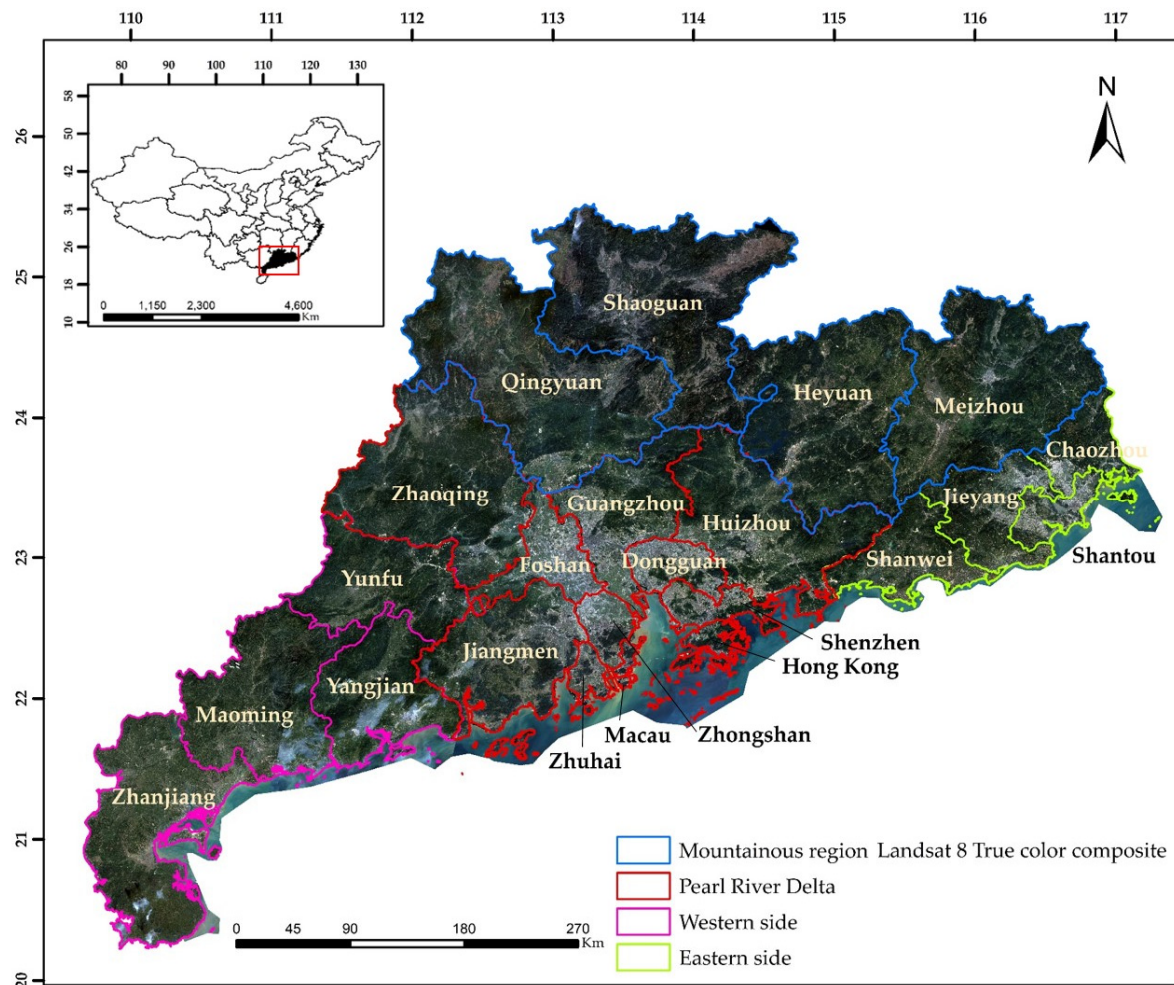 110 111 112 113 114 115 116 117
80 90 100 110 120 130
N
58
50
42
34
26
18
10
0 1,150 2,300 4,600
Km
26
25
24
23
22
21
20
Shaoguan
Qingyuan
Heyuan
Meizhou
Chaozhou
Zhaoqing
Jieyang
Guangzhou
Huizhou
Shantou
Yunfu
Foshan
Dongguan
Shanwei
Shenzhen
Jiangmen
Hong Kong
Yangjian
Maoming
Macau
Zhongshan
Zhuhai
Zhanjiang
Mountainous region Landsat 8 True color composite
Pearl River Delta
Western side
Eastern side
0 45 90 180 270
Km